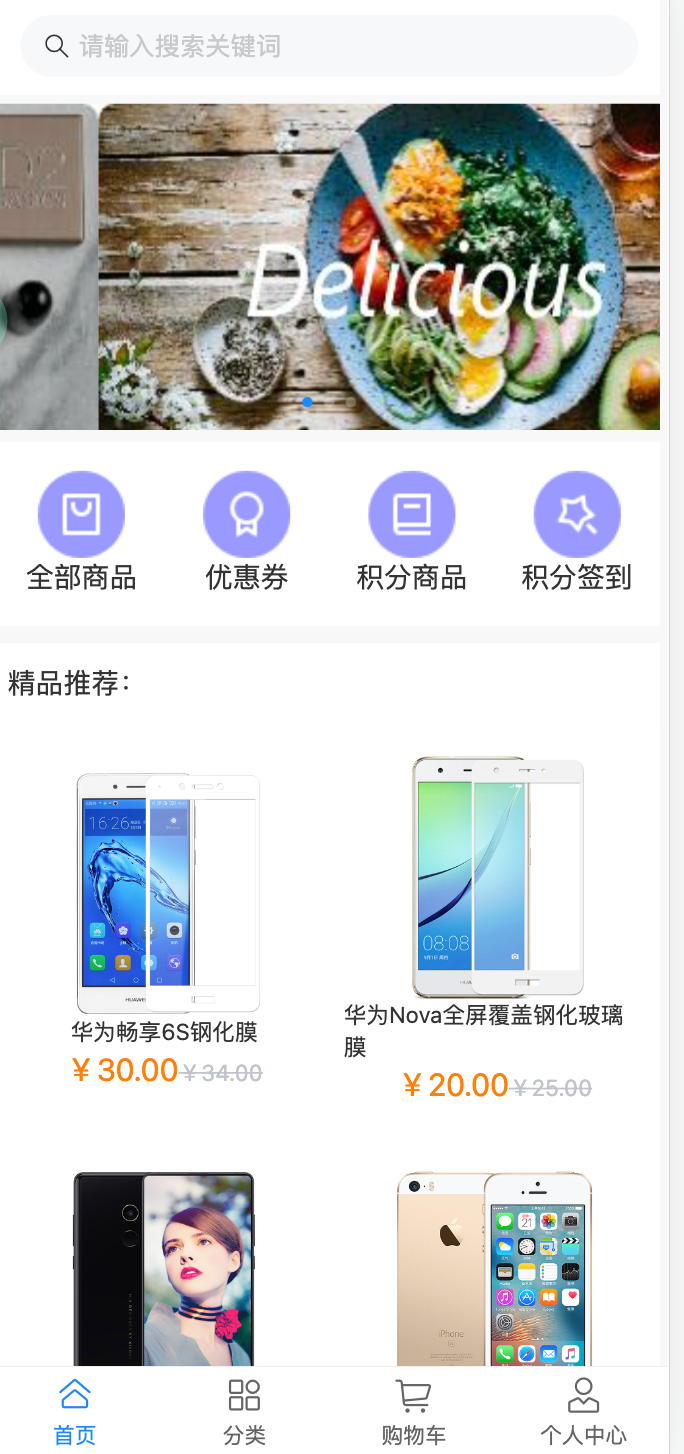 请输入搜索关键词
Delicious
全部商品
优惠券
积分商品
积分签到
精品推荐：
16:26
08:08
华为畅享6S钢化膜
￥30.00 ￥34.00
华为Nova全屏覆盖钢化玻璃
膜
￥20.00 ￥25.00
iPhone
首页
分类
购物车
个人中心